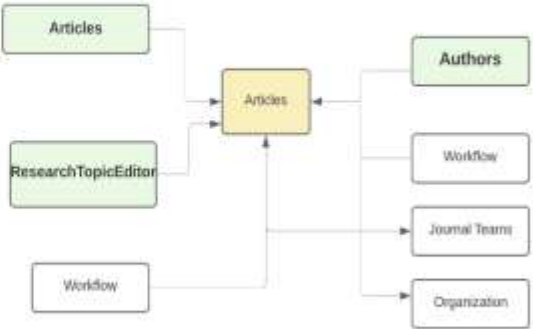 Articles
Authors
Articles
Workflow
ResearchTopicEditor
Journal Teams
Workflow
Organization